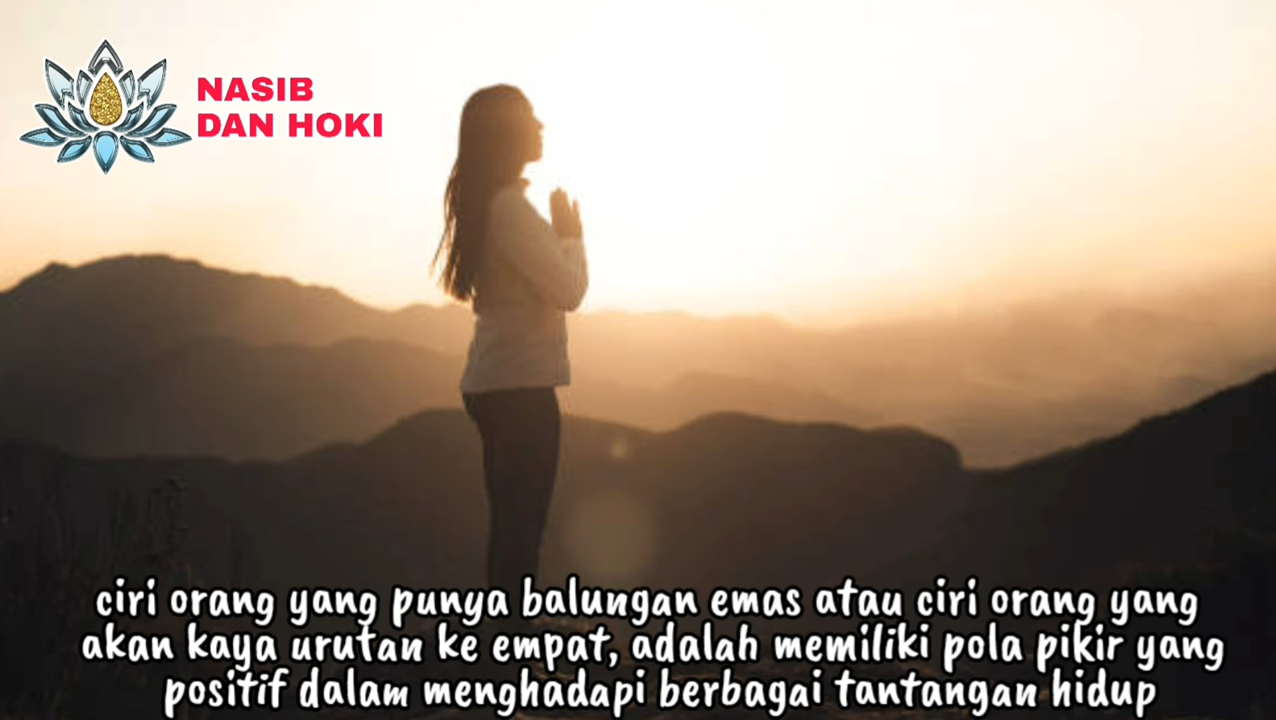 NASIB
DAN HOKI
ciri orang yang punya balungan emas atau ciri orang yang
akan kaya urutan ke empat, adalah memiliki pola pikir yang
positif dalam menghadapi berbagai tantangan hidup